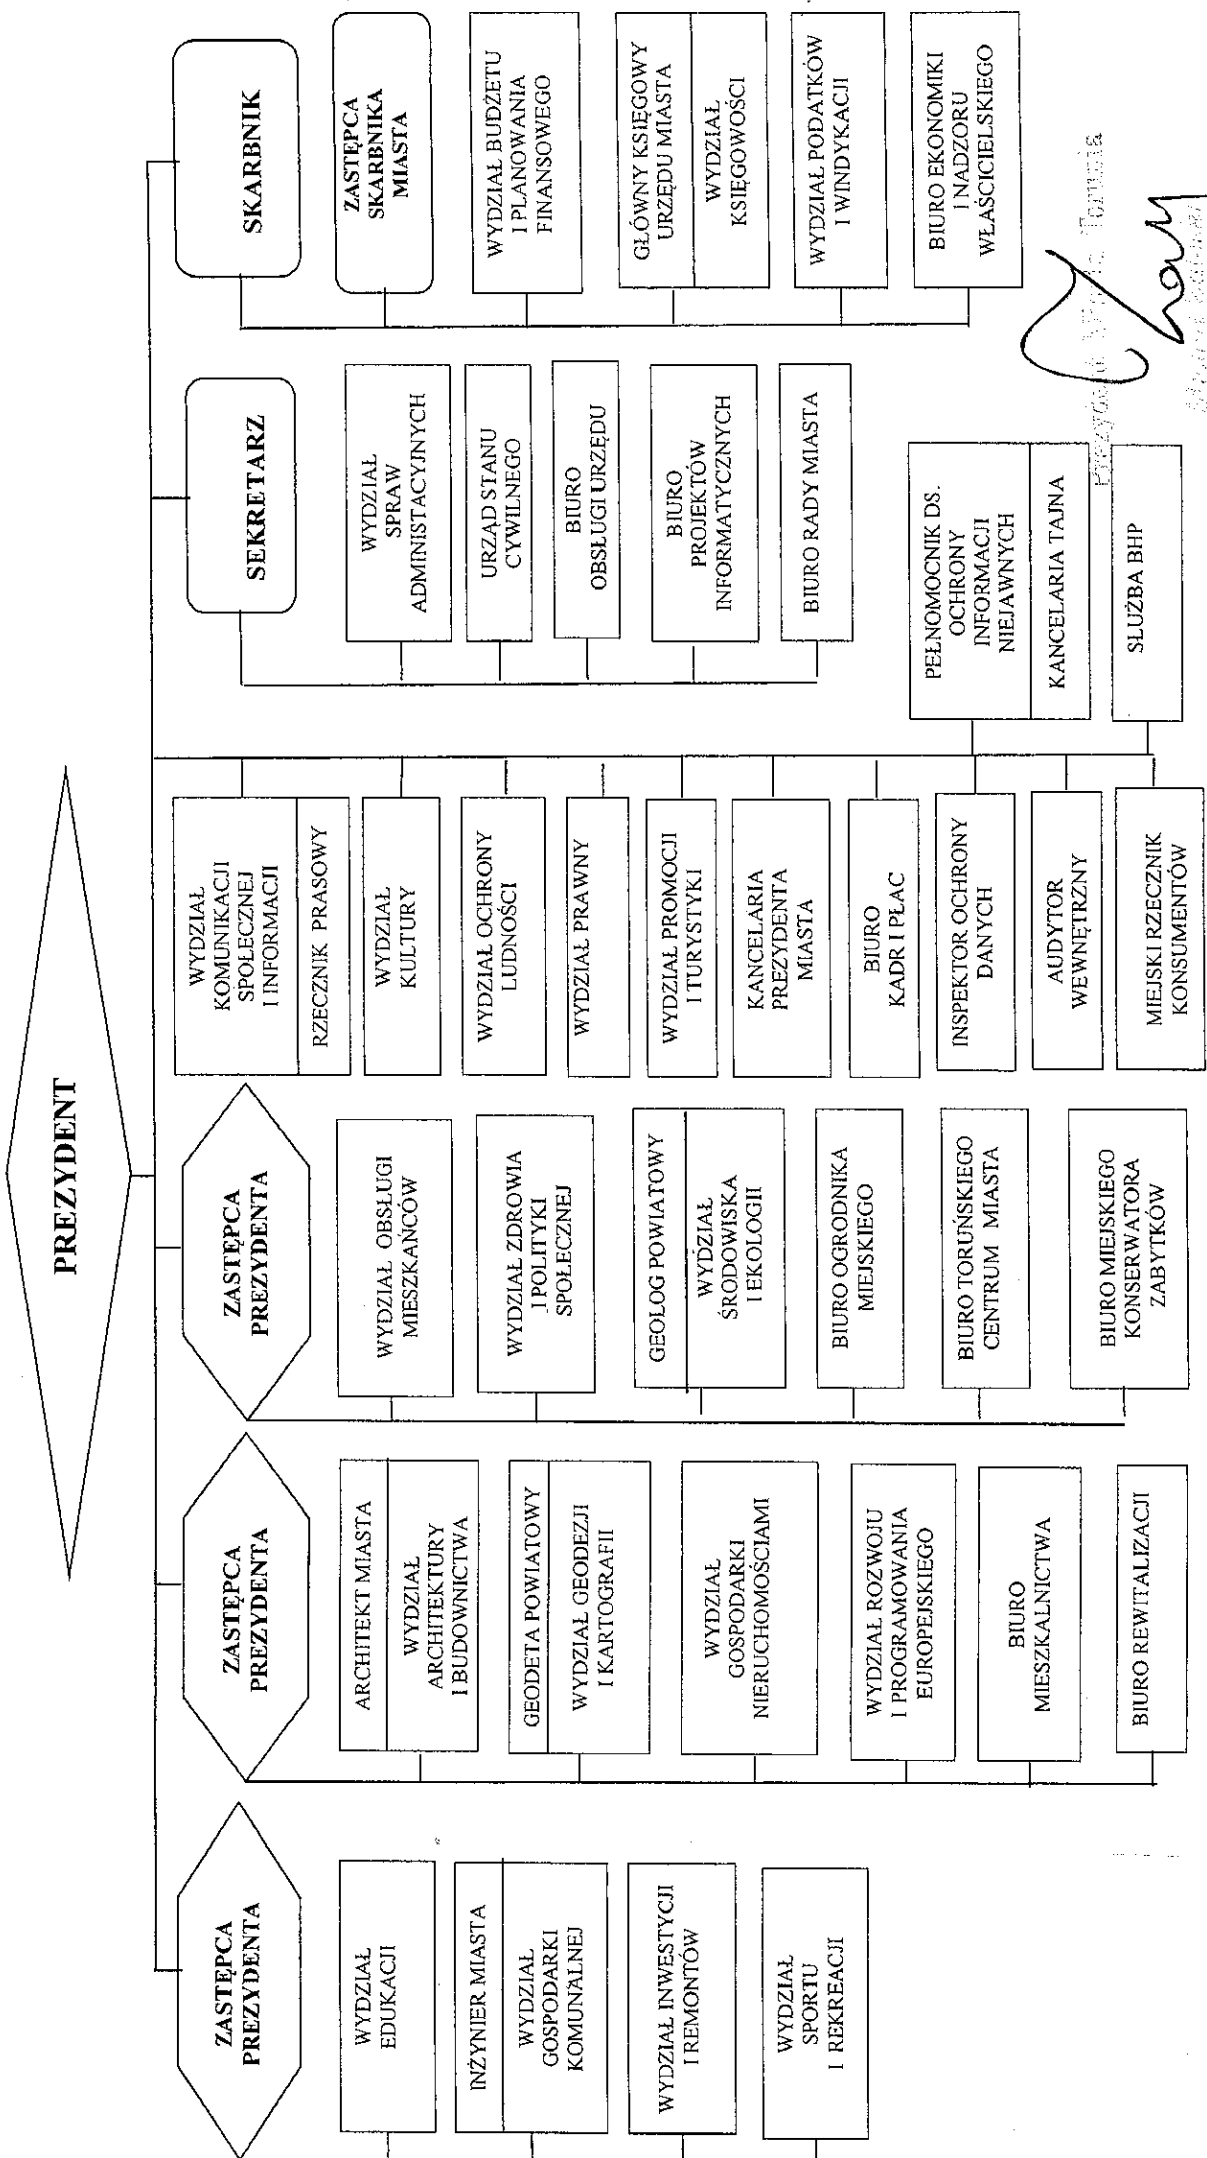 PREZYDENT
ZASTĘPCA
PREZYDENTA
WYDZIAŁ
EDUKACJI
INŻYNIER MIASTA
WYDZIAŁ
GOSPODARKI
KOMUNALNEJ
WYDZIAŁ INWESTYCJI
I REMONTÓW
WYDZIAŁ
SPORTU
I REKREACJI
ZASTĘPCA
PREZYDENTA
ARCHITEKT MIASTA
WYDZIAŁ
ARCHITEKTURY
I BUDOWNICTWA
GEODETA POWIATOWY
WYDZIAŁ GEODEZJI
I KARTOGRAFII
WYDZIAŁ
GOSPODARKI
NIERUCHOMOŚCIAMI
WYDZIAŁ ROZWOJU
I PROGRAMOWANIA
EUROPEJSKIEGO
BIURO
MIESZKALNICTWA
BIURO REWITALIZACJI
ZASTĘPCA
PREZYDENTA
WYDZIAŁ OBSŁUGI
MIESZKAŃCÓW
WYDZIAŁ ZDROWIA
I POLITYKI
SPOŁECZNEJ
GEOLOG POWIATOWY
WYDZIAŁ
ŚRODOWISKA
I EKOLOGII
BIURO OGRODNIKA
MIEJSKIEGO
BIURO TORUŃSKIEGO
CENTRUM MIASTA
BIURO MIEJSKIEGO
KONSERWATORA
ZABYTKÓW
WYDZIAŁ
KOMUNIKACJI
SPOŁECZNEJ
I INFORMACJI
RZECZNIK PRASOWY
WYDZIAŁ
KULTURY
WYDZIAŁ OCHRONY
LUDNOŚCI
WYDZIAŁ PRAWNY
WYDZIAŁ PROMOCJI
I TURYSTYKI
KANCELARIA
PREZYDENTA
MIASTA
BIURO
KADR I PŁAC
INSPEKTOR OCHRONY
DANYCH
AUDYTOR
WEWNĘTRZNY
MIEJSKI RZECZNIK
KONSUMENTÓW
PEŁNOMOCNIK DS.
OCHRONY
INFORMACJI
NIEJAWNYCH
KANCELARIA TAJNA
SŁUŻBA BHP
SEKRETARZ
WYDZIAŁ
SPRAW
ADMINISTACYJNYCH
URZĄD STANU
CYWILNEGO
BIURO
OBSŁUGI URZĘDU
BIURO
PROJEKTÓW
INFORMATYCZNYCH
BIURO RADY MIASTA
SKARBNIK
ZASTĘPCA
SKARBNIKA
MIASTA
WYDZIAŁ BUDŻETU
I PLANOWANIA
FINANSOWEGO
GŁÓWNY KSIĘGOWY
URZĘDU MIASTA
WYDZIAŁ
KSIĘGOWOŚCI
WYDZIAŁ PODATKÓW
I WINDYKACJI
BIURO EKONOMIKI
I NADZORU
WŁAŚCICIELSKIEGO
Prezydent Miasta Torunia